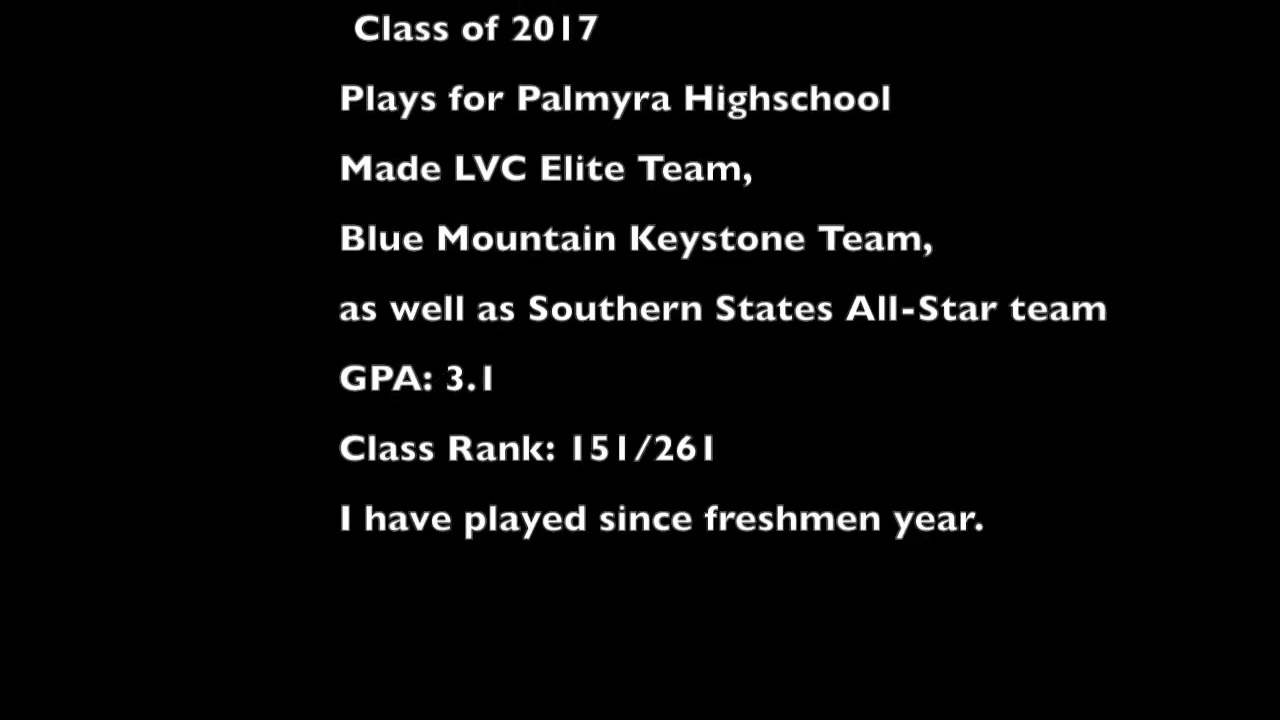 Class of 2017
Plays for Palmyra Highschool
Made LVC Elite Team,
Blue Mountain Keystone Team,
as well as Southern States All-Star team
GPA: 3.1
Class Rank: 151/261
I have played since freshmen year.